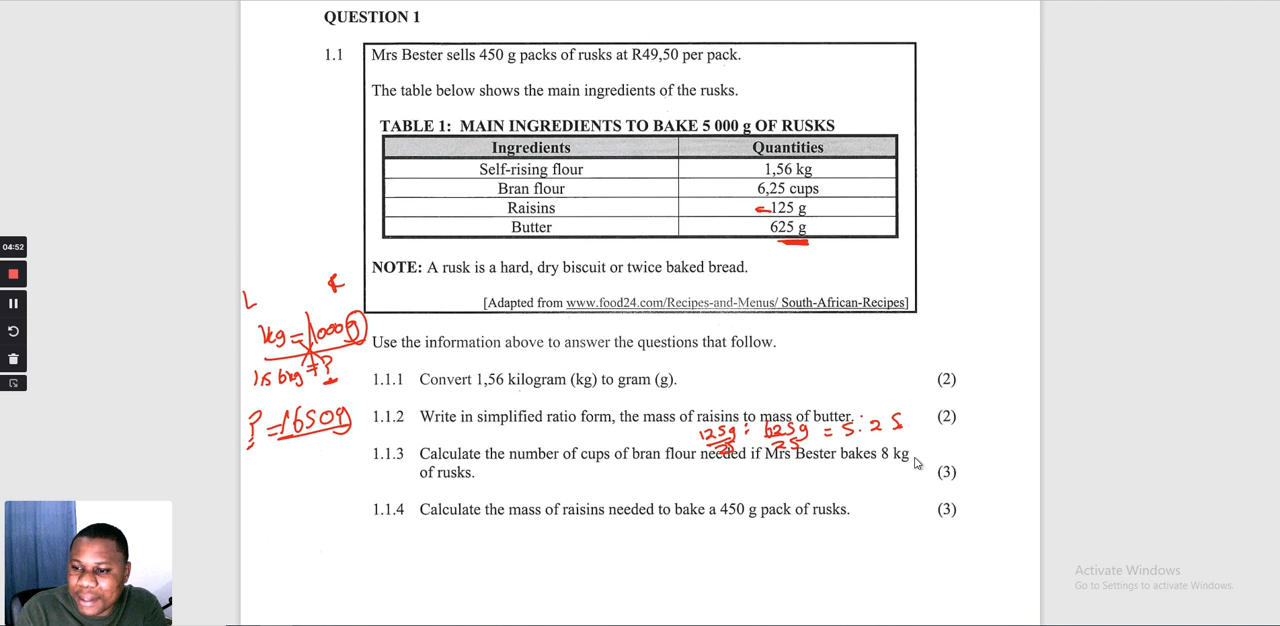 QUESTION 1
1.1 Mrs Bester sells 450 g packs of rusks at R49,50 per pack.
The table below shows the main ingredients of the rusks.
TABLE 1: MAIN INGREDIENTS TO BAKE 5 000 g OF RUSKS
Ingredients Quantities
Self-rising flour 1,56 kg
Bran flour 6,25 cups
Raisins 125 g
Butter 625 g
NOTE: A rusk is a hard, dry biscuit or twice baked bread.
[Adapted from www.food24.com/Recipes-and-Menus/ South-African-Recipes]
04:52
L R
1kg = 1000g
1,56kg = ?
? = 1650g
Use the information above to answer the questions that follow.
1.1.1 Convert 1,56 kilogram (kg) to gram (g). (2)
1.1.2 Write in simplified ratio form, the mass of raisins to mass of butter. (2)
125g : 625g = 5 : 25
25 25
1.1.3 Calculate the number of cups of bran flour needed if Mrs Bester bakes 8 kg
of rusks. (3)
1.1.4 Calculate the mass of raisins needed to bake a 450 g pack of rusks. (3)
Activate Windows
Go to Settings to activate Windows.